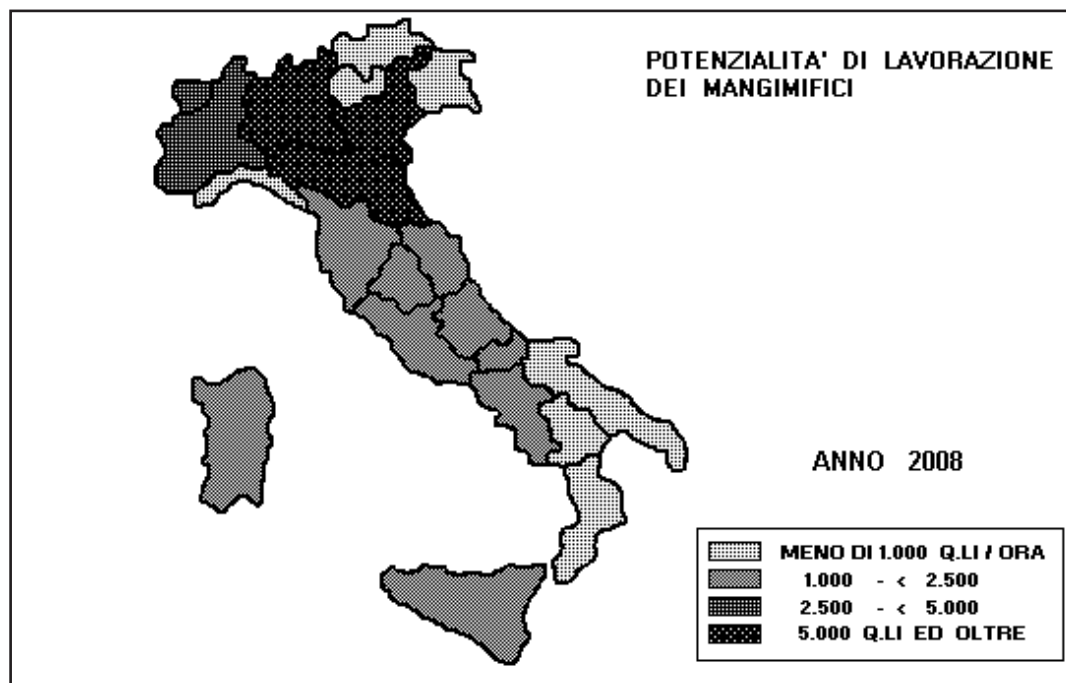 POTENZIALITA' DI LAVORAZIONE
DEI MANGIMIFICI
ANNO 2008
MENO DI 1.000 Q.LI / ORA
1.000 - < 2.500
2.500 - < 5.000
5.000 Q.LI ED OLTRE